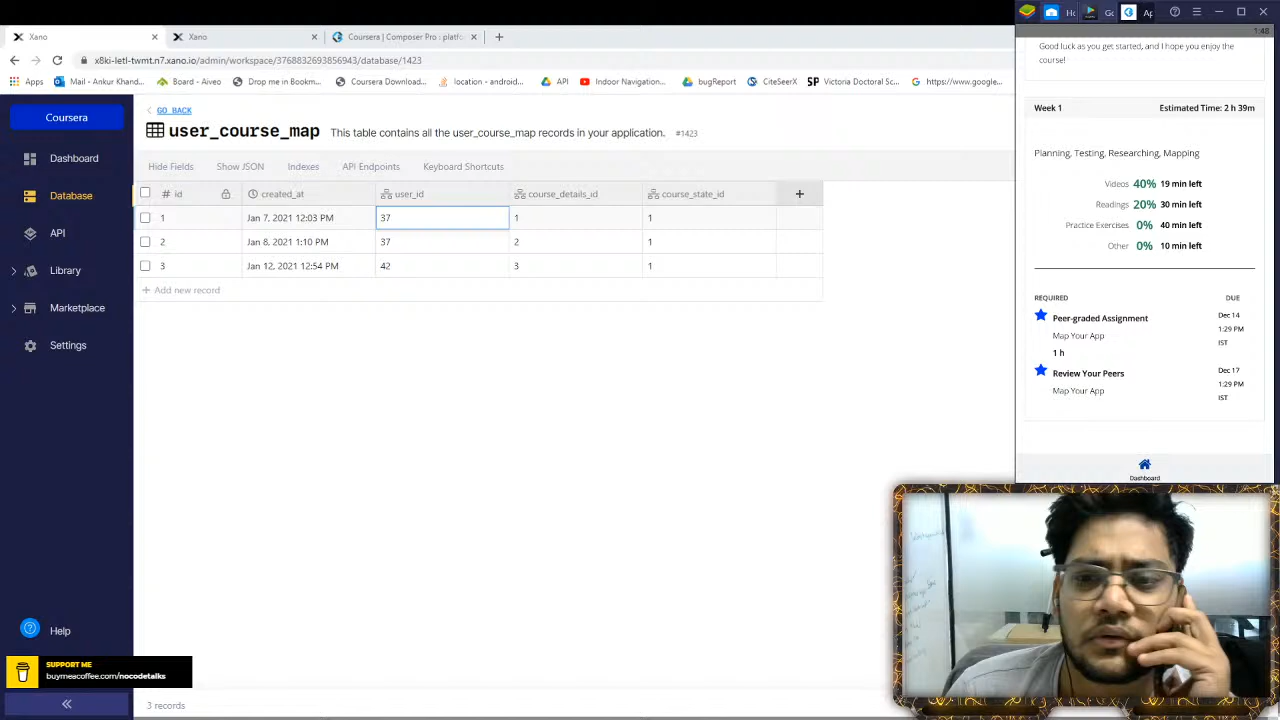 Xano
Xano
Coursera | Composer Pro : platfo
x8ki-letl-twmt.n7.xano.io/admin/workspace/3768832693856943/database/1423
Apps
Mail - Ankur Khand...
Board - Aiveo
Drop me in Bookm...
Coursera Download...
location - android...
API
Indoor Navigation...
bugReport
CiteSeerX
SP Victoria Doctoral Sc...
https://www.google...
Coursera
Dashboard
Database
API
Library
Marketplace
Settings
Help
SUPPORT ME
buymeacoffee.com/nocodetalks
GO BACK
user_course_map This table contains all the user_course_map records in your application. #1423
Hide Fields Show JSON Indexes API Endpoints Keyboard Shortcuts
# id created_at user_id course_details_id course_state_id
1 Jan 7, 2021 12:03 PM 37 1 1
2 Jan 8, 2021 1:10 PM 37 2 1
3 Jan 12, 2021 12:54 PM 42 3 1
+ Add new record
3 records
1:48
Good luck as you get started, and I hope you enjoy the
course!
Week 1 Estimated Time: 2 h 39m
Planning, Testing, Researching, Mapping
Videos 40% 19 min left
Readings 20% 30 min left
Practice Exercises 0% 40 min left
Other 0% 10 min left
REQUIRED DUE
Peer-graded Assignment
Map Your App
1 h
Dec 14
1:29 PM
IST
Review Your Peers
Map Your App
Dec 17
1:29 PM
IST
Dashboard